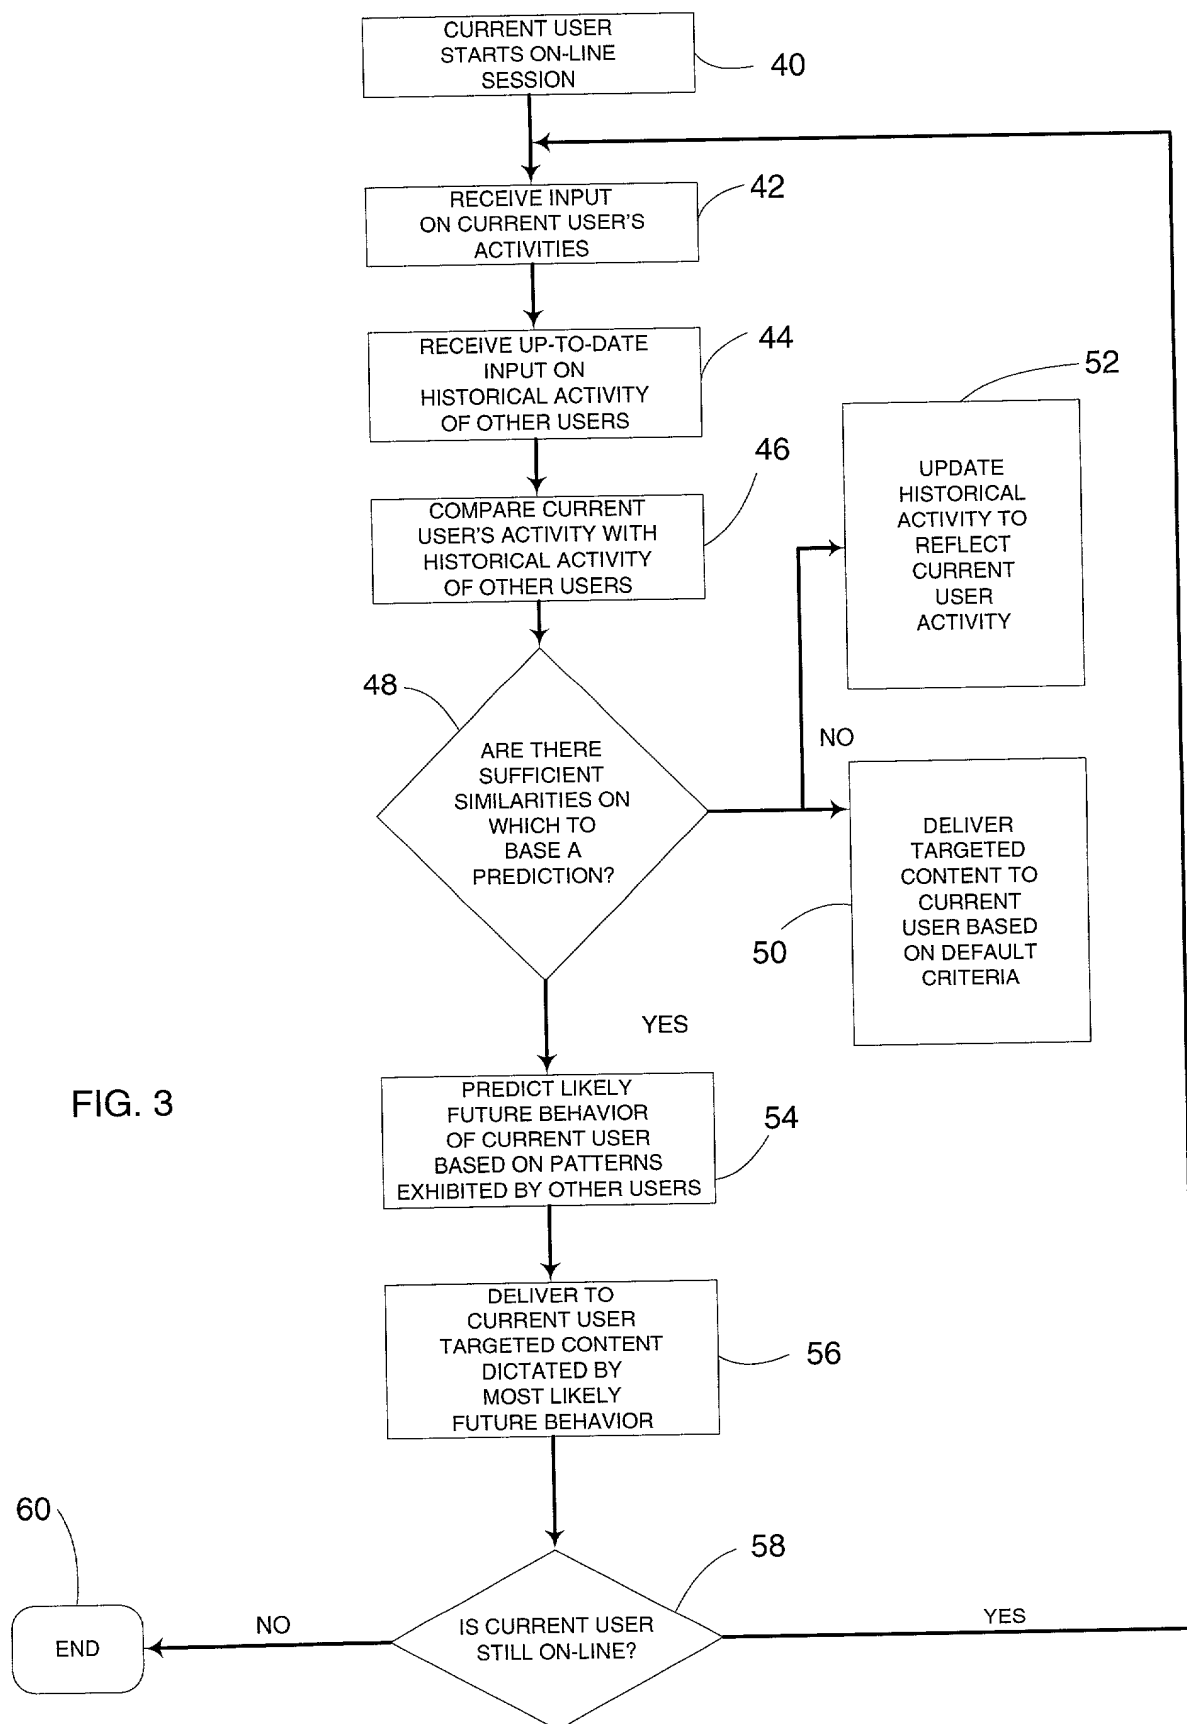 CURRENT USER
STARTS ON-LINE
SESSION
40
RECEIVE INPUT
ON CURRENT USER'S
ACTIVITIES
42
RECEIVE UP-TO-DATE
INPUT ON
HISTORICAL ACTIVITY
OF OTHER USERS
44
COMPARE CURRENT
USER'S ACTIVITY WITH
HISTORICAL ACTIVITY
OF OTHER USERS
46
52
UPDATE
HISTORICAL
ACTIVITY TO
REFLECT
CURRENT
USER
ACTIVITY
48
ARE THERE
SUFFICIENT
SIMILARITIES ON
WHICH TO
BASE A
PREDICTION?
NO
DELIVER
TARGETED
CONTENT TO
CURRENT
USER BASED
ON DEFAULT
CRITERIA
50
YES
FIG. 3
PREDICT LIKELY
FUTURE BEHAVIOR
OF CURRENT USER
BASED ON PATTERNS
EXHIBITED BY OTHER USERS
54
DELIVER TO
CURRENT USER
TARGETED CONTENT
DICTATED BY
MOST LIKELY
FUTURE BEHAVIOR
56
60
END
NO
IS CURRENT USER
STILL ON-LINE?
58
YES